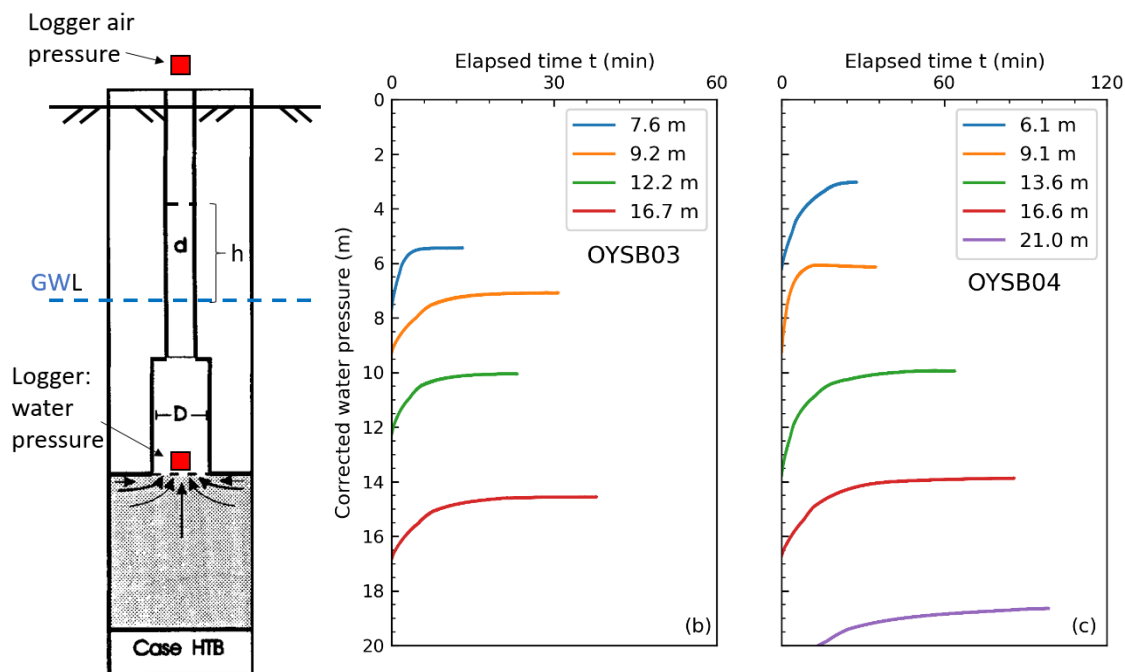 Logger air
pressure
d
h
GWL
Logger:
water
pressure
D
Case HTB
Elapsed time t (min)
0 30 60
Corrected water pressure (m)
0
2
4
6
8
10
12
14
16
18
20
7.6 m
9.2 m
12.2 m
16.7 m
OYSB03
(b)
Elapsed time t (min)
0 60 120
6.1 m
9.1 m
13.6 m
16.6 m
21.0 m
OYSB04
(c)